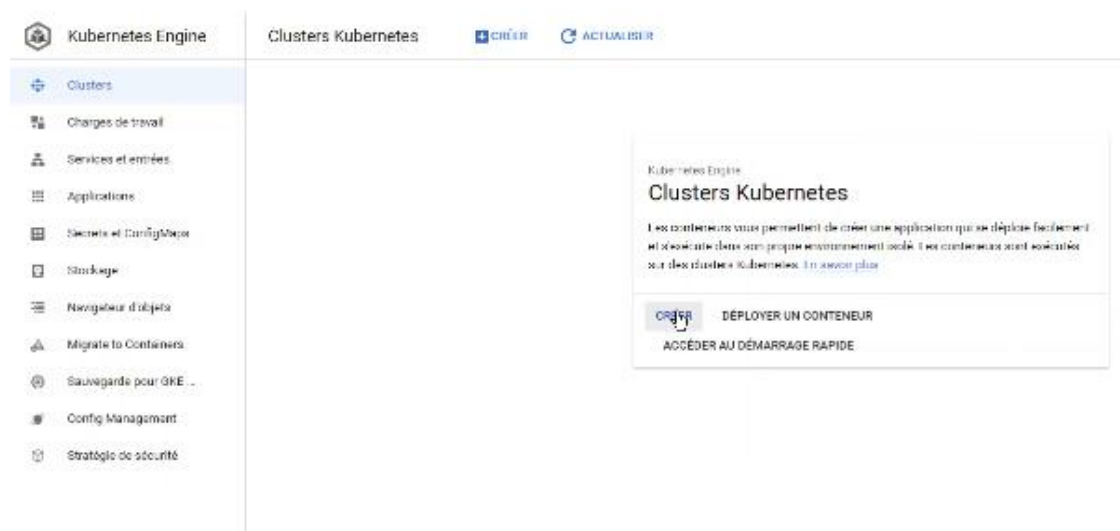 Kubernetes Engine
Clusters Kubernetes
CRÉER
ACTUALISER
Clusters
Charges de travail
Services et entrées
Applications
Secrets et ConfigMaps
Stockage
Navigateur d'objets
Migrate to Containers
Sauvegarde pour GKE ...
Config Management
Stratégie de sécurité
Kubernetes Engine
Clusters Kubernetes
Les conteneurs vous permettent de créer une application qui se déploie facilement
et s'exécute dans son propre environnement isolé. Les conteneurs sont exécutés
sur des clusters Kubernetes. En savoir plus
CRÉER DÉPLOYER UN CONTENEUR
ACCÉDER AU DÉMARRAGE RAPIDE